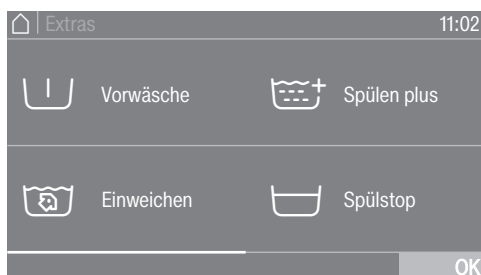 Extras 11:02
Vorwäsche Spülen plus
Einweichen Spülstop
OK